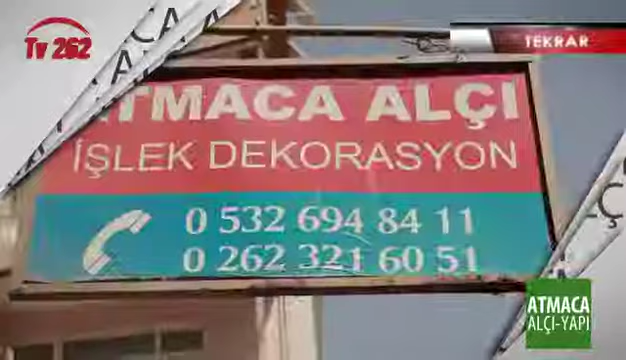 Tv 262
TEKRAR
ATMACA ALÇI
İŞLEK DEKORASYON
0 532 694 84 11
0 262 321 60 51
ATMACA
ALÇI-YAPI